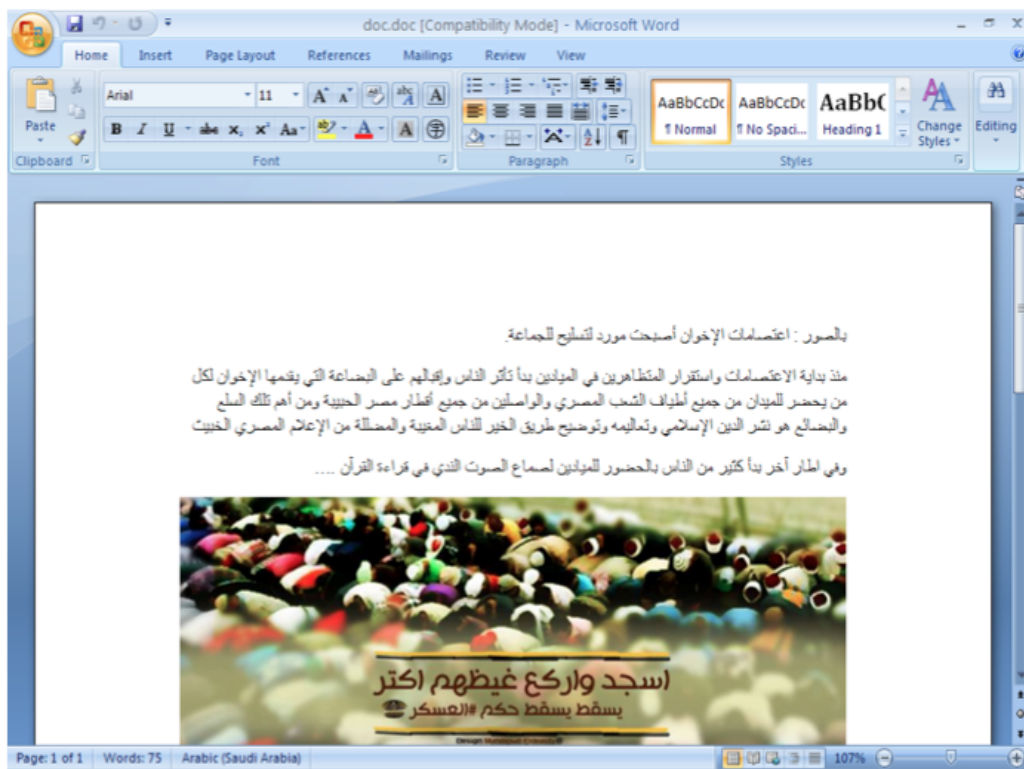 doc.doc [Compatibility Mode] - Microsoft Word
Home Insert Page Layout References Mailings Review View
Arial 11
Paste
B I U abc x₂ x² Aa
AaBbCcDc AaBbCcDc AaBbC
¶ Normal ¶ No Spaci... Heading 1
Change Styles
Editing
Clipboard Font Paragraph Styles
بالصور : اعتصامات الإخوان أصبحت مورد لتسليح للجماعة.
منذ بداية الاعتصامات واستقرار المتظاهرين في الميادين بدأ تأثر الناس وإقبالهم على البضاعة التي يقدمها الإخوان لكل
من يحضر للميدان من جميع أطياف الشعب المصري والواصلين من جميع أقطار مصر الحبيبة ومن أهم تلك السلع
والبضائع هو نشر الدين الإسلامي وتعاليمه وتوضيح طريق الخير للناس المغيبة والمضللة من الإعلام المصري الخبيث
وفي اطار آخر بدأ كثير من الناس بالحضور للميادين لصماع الصوت الندي في قراءة القرآن ....
اسجد واركع غيظهم اكتر
يسقط يسقط حكم #العسكر
Page: 1 of 1 Words: 75 Arabic (Saudi Arabia) 107%